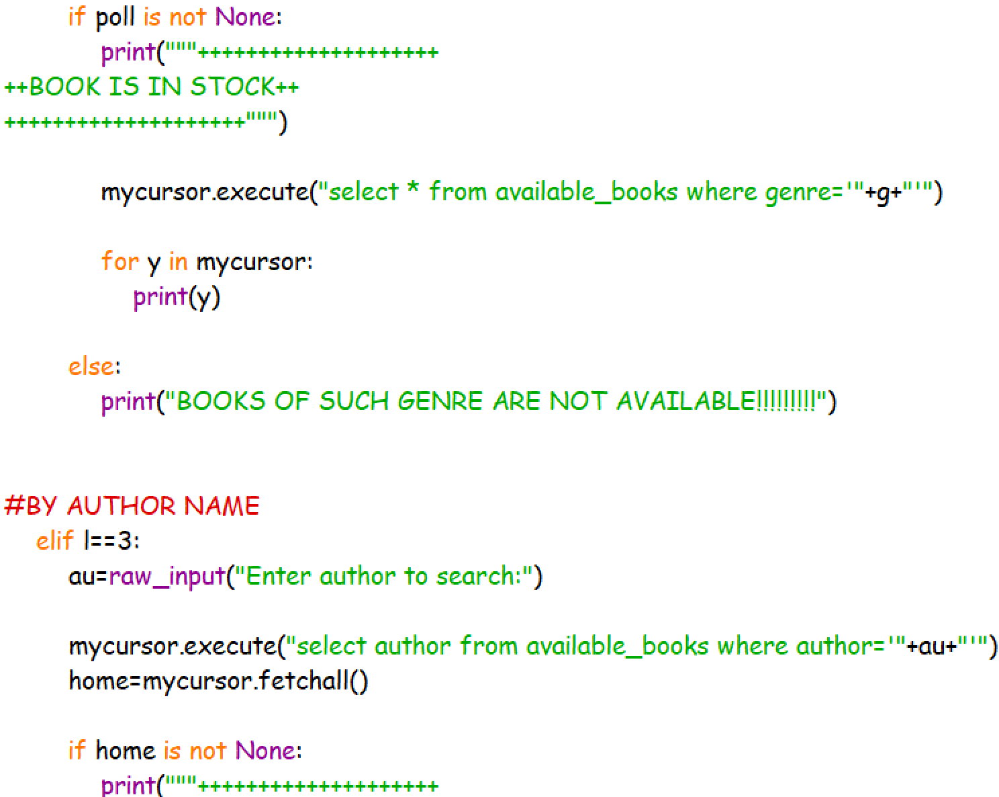 if poll is not None:
print("""++++++++++++++++++++
++BOOK IS IN STOCK++
++++++++++++++++++++""")
mycursor.execute("select * from available_books where genre='"+g+"'")
for y in mycursor:
print(y)
else:
print("BOOKS OF SUCH GENRE ARE NOT AVAILABLE!!!!!!!!!")
#BY AUTHOR NAME
elif l==3:
au=raw_input("Enter author to search:")
mycursor.execute("select author from available_books where author='"+au+"'")
home=mycursor.fetchall()
if home is not None:
print("""++++++++++++++++++++